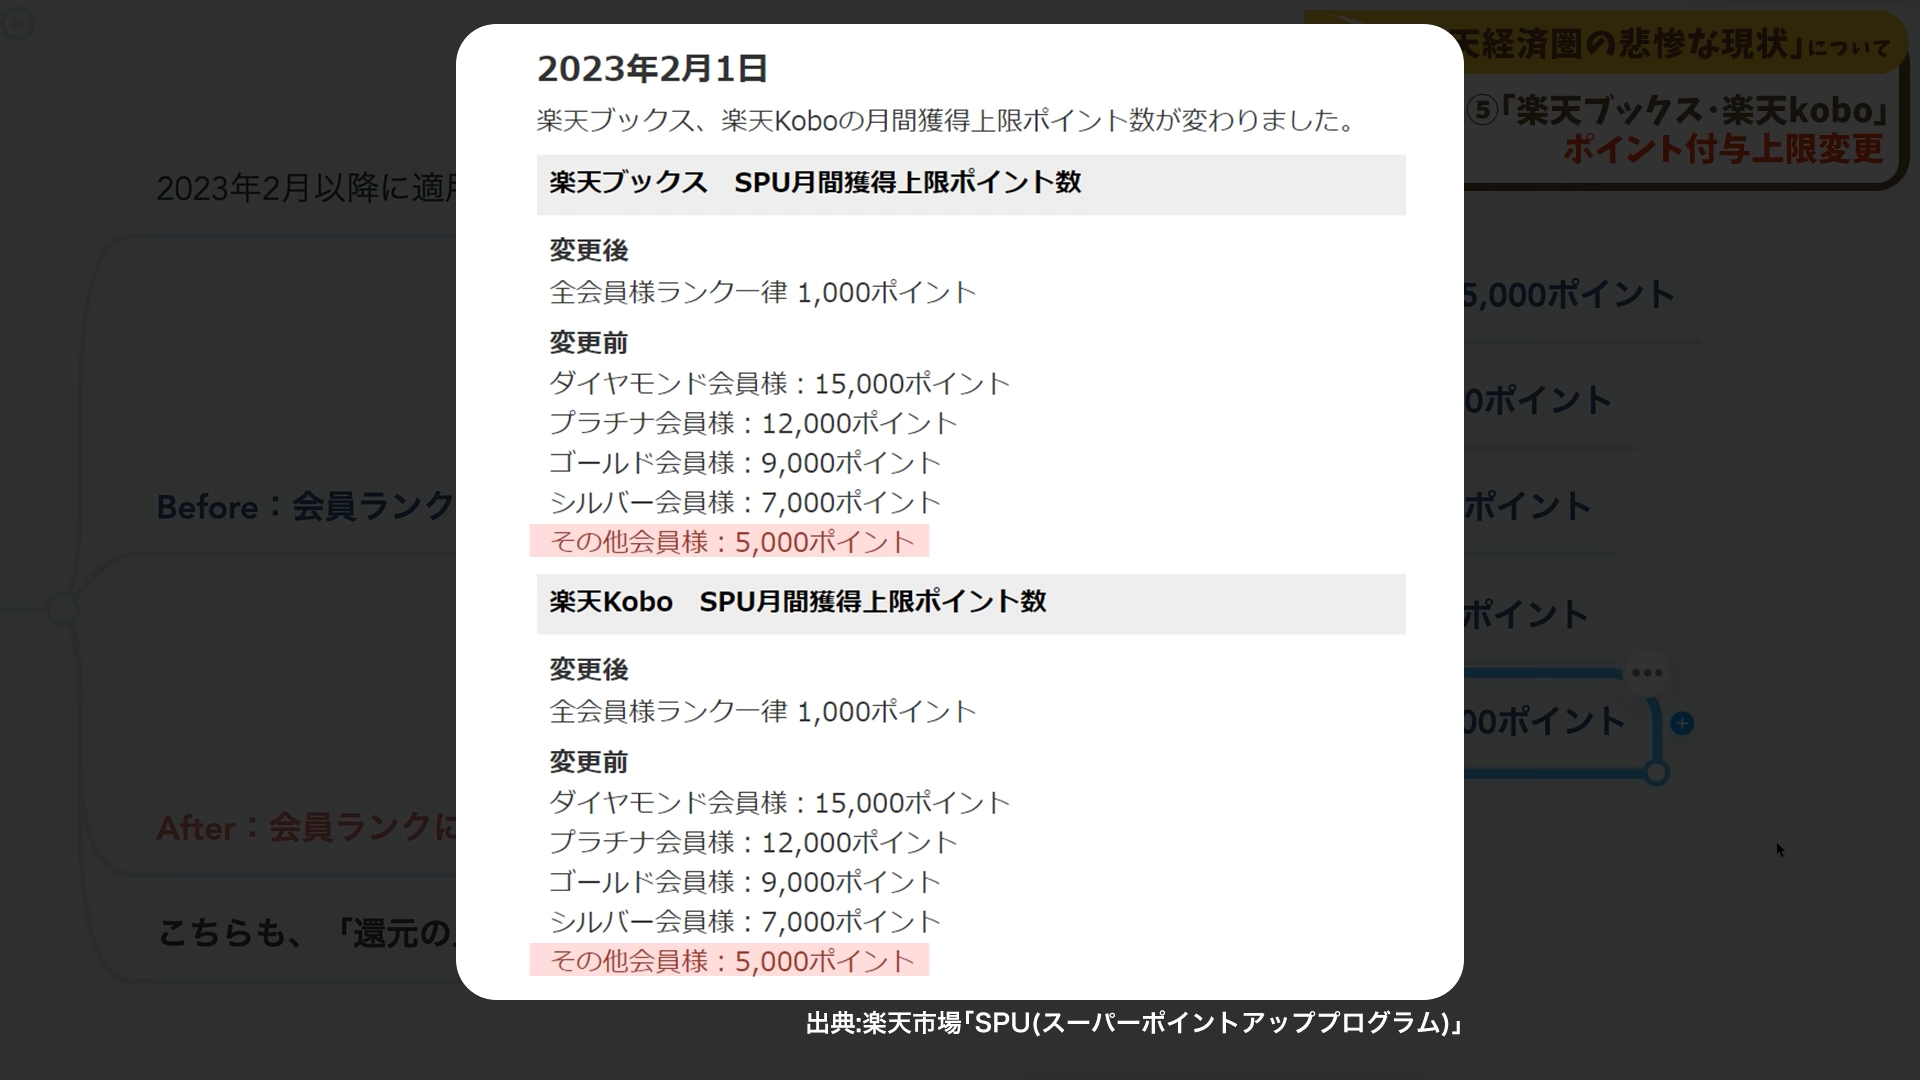 天経済圏の悲惨な現状」について
⑤「楽天ブックス・楽天kobo」
ポイント付与上限変更
2023年2月以降に適用
Before：会員ランク
After：会員ランクに
こちらも、「還元の
2023年2月1日
楽天ブックス、楽天Koboの月間獲得上限ポイント数が変わりました。
楽天ブックス　SPU月間獲得上限ポイント数
変更後
全会員様ランク一律 1,000ポイント
変更前
ダイヤモンド会員様：15,000ポイント
プラチナ会員様：12,000ポイント
ゴールド会員様：9,000ポイント
シルバー会員様：7,000ポイント
その他会員様：5,000ポイント
楽天Kobo　SPU月間獲得上限ポイント数
変更後
全会員様ランク一律 1,000ポイント
変更前
ダイヤモンド会員様：15,000ポイント
プラチナ会員様：12,000ポイント
ゴールド会員様：9,000ポイント
シルバー会員様：7,000ポイント
その他会員様：5,000ポイント
5,000ポイント
0ポイント
ポイント
ポイント
00ポイント
出典:楽天市場「SPU(スーパーポイントアッププログラム)」